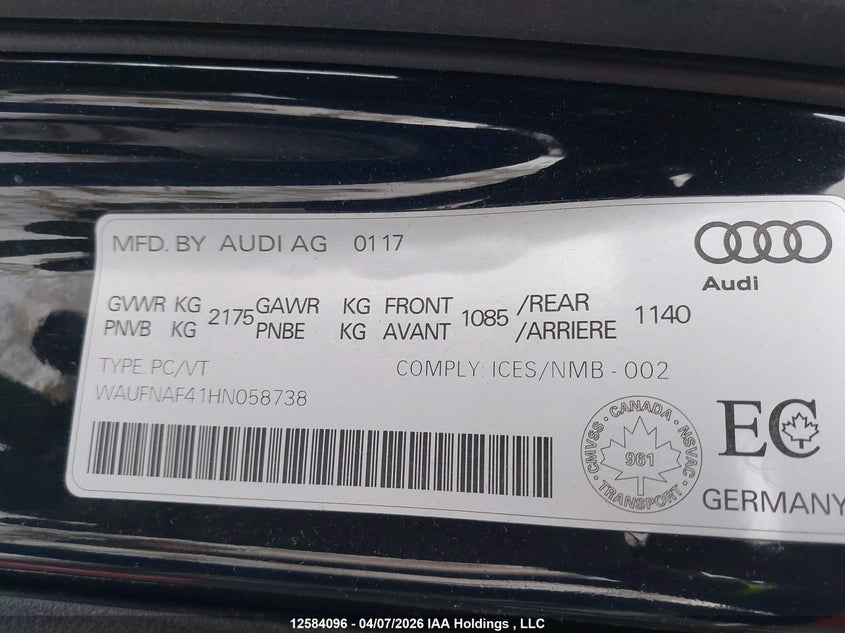 MFD. BY AUDI AG 01 17
Audi
GVWR KG 2175 GAWR KG FRONT 1085 /REAR 1140
PNVB KG PNBE KG AVANT /ARRIERE
TYPE: PC/VT COMPLY: ICES/NMB - 002
WAUFNAF41HN058738
CMVSS · CANADA · NSVAC
961
TRANSPORT
EC
GERMANY
12584096 - 04/07/2026 IAA Holdings , LLC